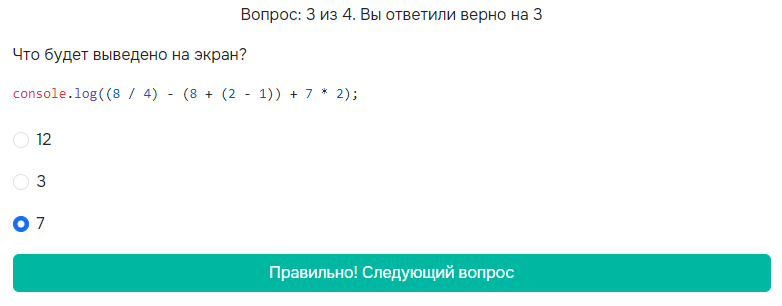 Вопрос: 3 из 4. Вы ответили верно на 3
Что будет выведено на экран?
console.log((8 / 4) - (8 + (2 - 1)) + 7 * 2);
12
3
7
Правильно! Следующий вопрос